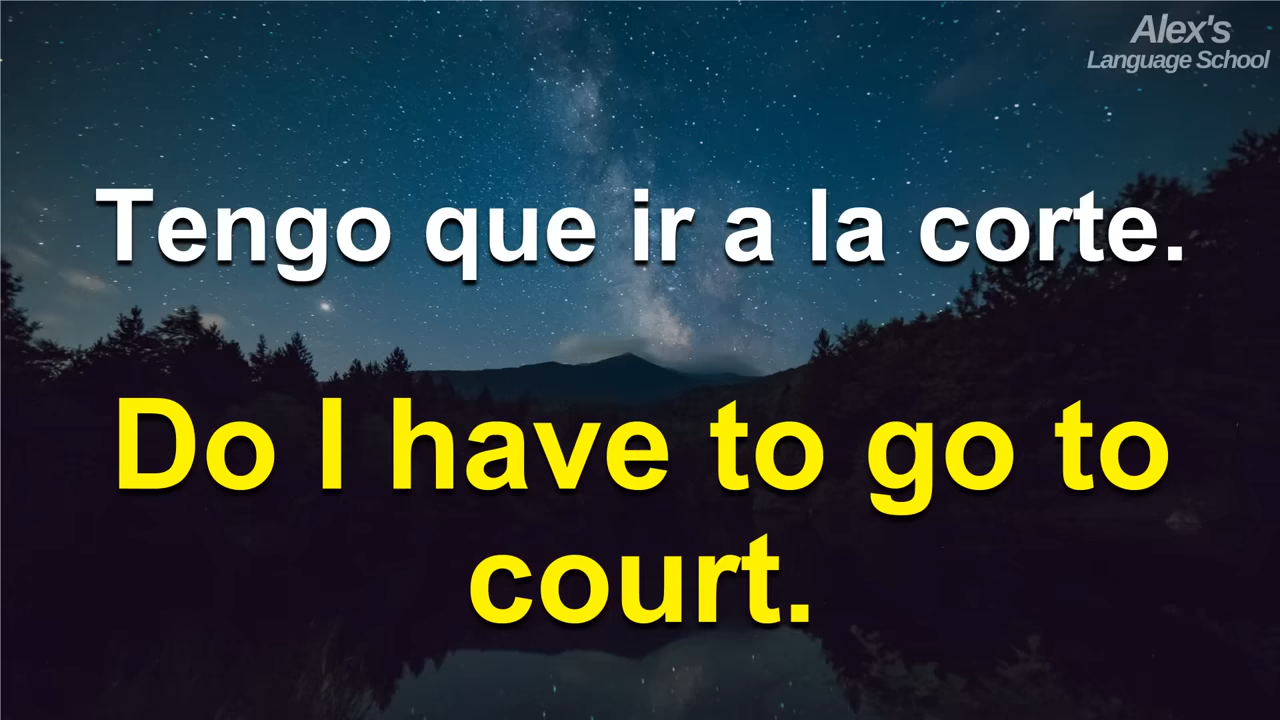 Alex's
Language School
Tengo que ir a la corte.
Do I have to go to
court.